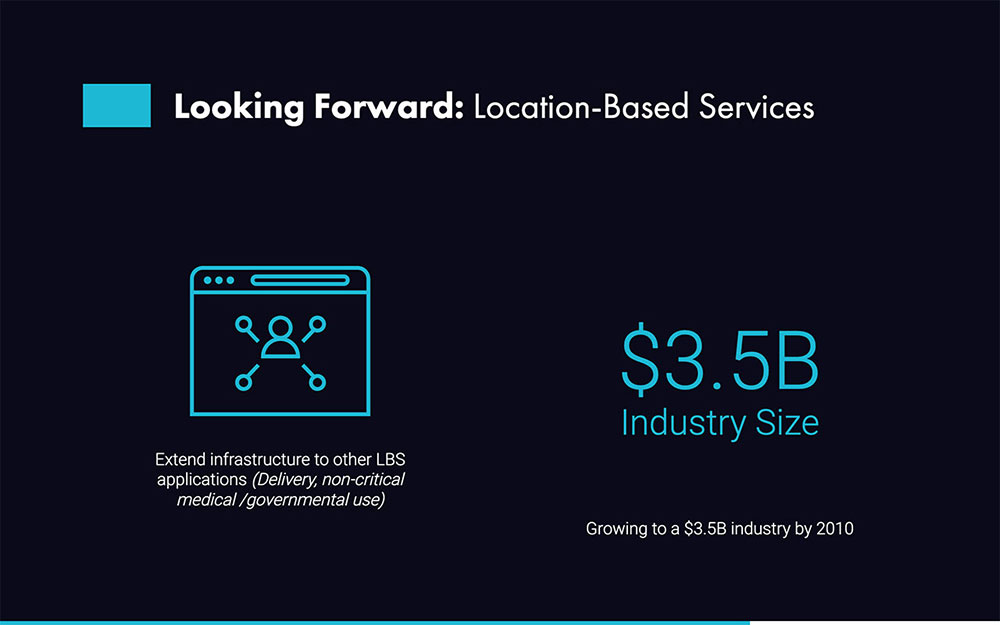 Looking Forward: Location-Based Services
Extend infrastructure to other LBS
applications (Delivery, non-critical
medical /governmental use)
$3.5B
Industry Size
Growing to a $3.5B industry by 2010